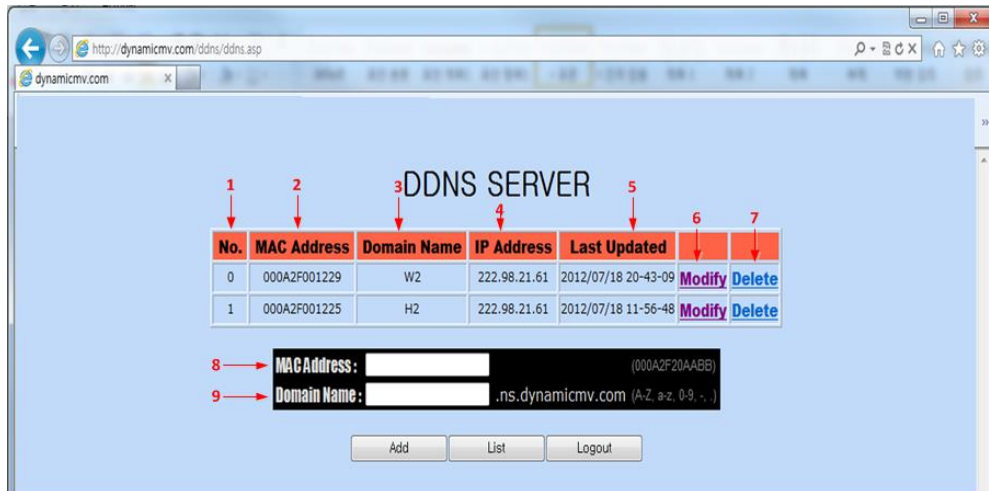 http://dynamicmv.com/ddns/ddns.asp
dynamicmv.com
DDNS SERVER
1 2 3 4 5 6 7
No. MAC Address Domain Name IP Address Last Updated
0 000A2F001229 W2 222.98.21.61 2012/07/18 20-43-09 Modify Delete
1 000A2F001225 H2 222.98.21.61 2012/07/18 11-56-48 Modify Delete
8 MAC Address : (000A2F20AABB)
9 Domain Name : .ns.dynamicmv.com (A-Z, a-z, 0-9, -, .)
Add List Logout